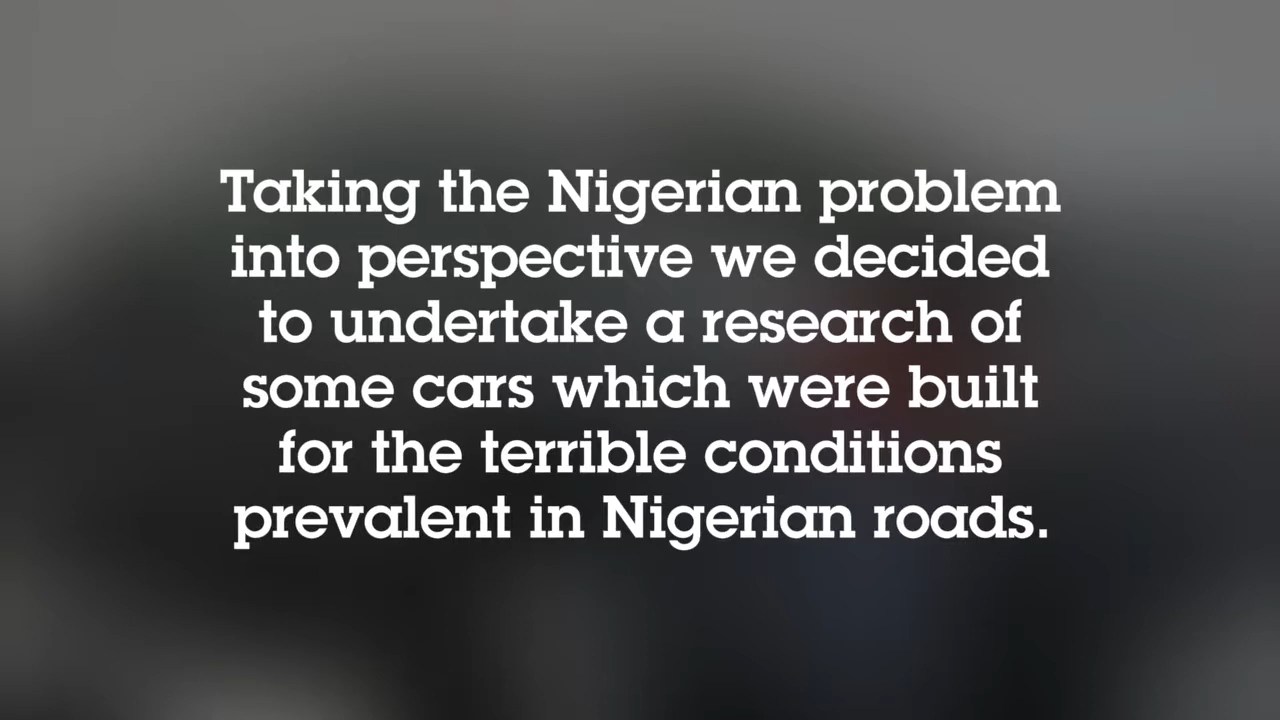 Taking the Nigerian problem
into perspective we decided
to undertake a research of
some cars which were built
for the terrible conditions
prevalent in Nigerian roads.